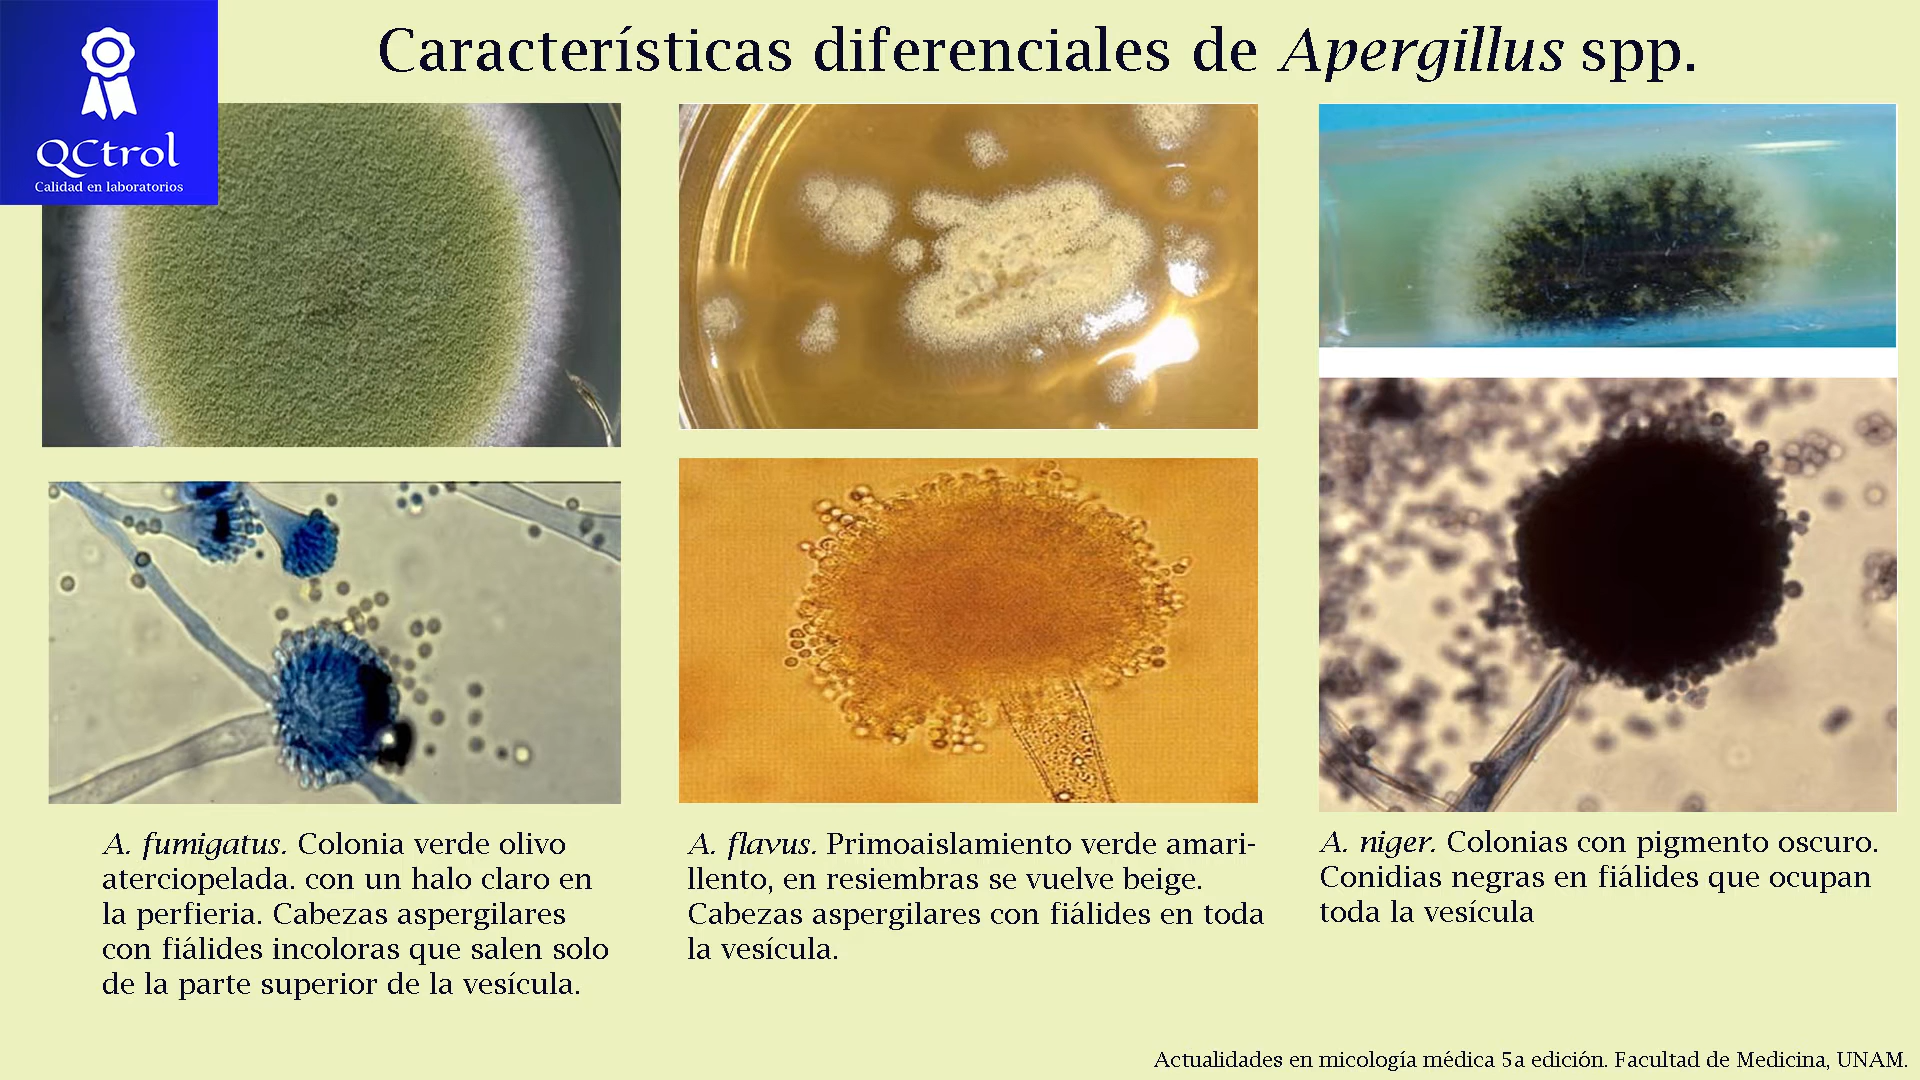 QCtrol
Calidad en laboratorios
Características diferenciales de Apergillus spp.
A. fumigatus. Colonia verde olivo
aterciopelada. con un halo claro en
la perfieria. Cabezas aspergilares
con fiálides incoloras que salen solo
de la parte superior de la vesícula.
A. flavus. Primoaislamiento verde amari-
llento, en resiembras se vuelve beige.
Cabezas aspergilares con fiálides en toda
la vesícula.
A. niger. Colonias con pigmento oscuro.
Conidias negras en fiálides que ocupan
toda la vesícula
Actualidades en micología médica 5a edición. Facultad de Medicina, UNAM.